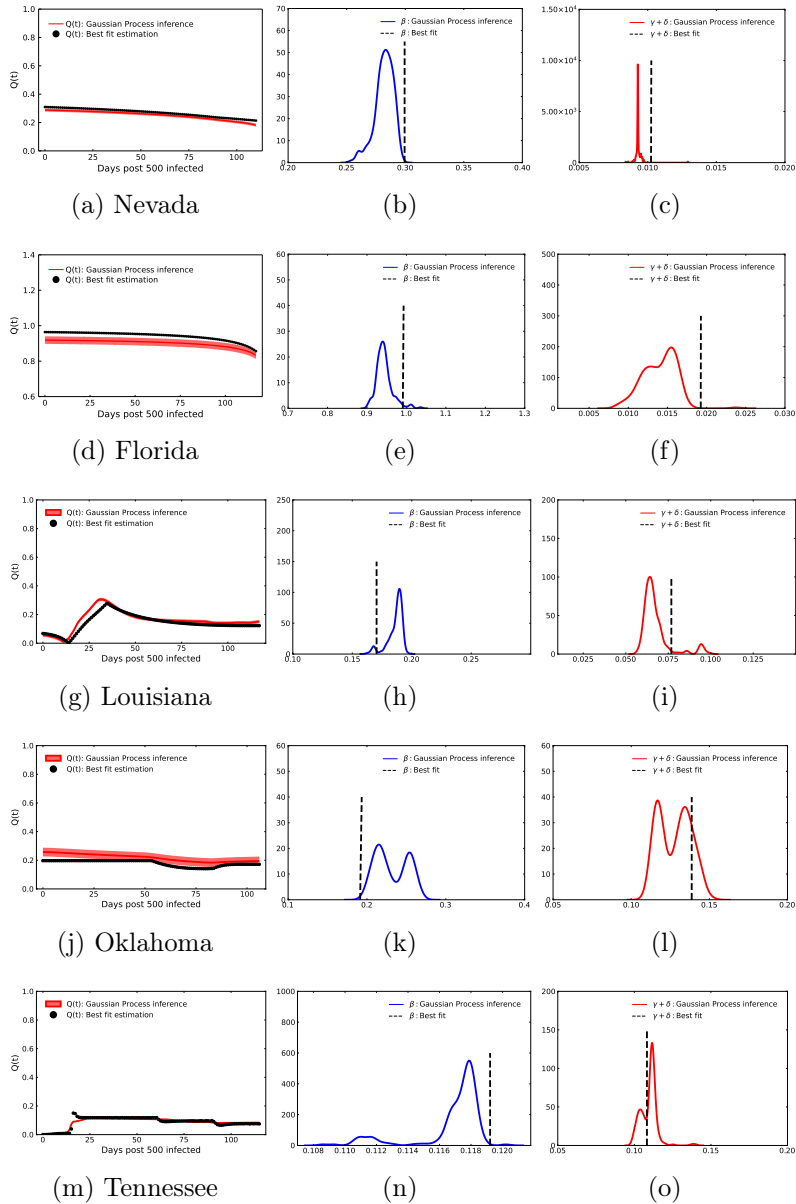 Q(t): Gaussian Process inference
Q(t): Best fit estimation
Q(t)
1.0
0.8
0.6
0.4
0.2
0.0
0 25 50 75 100
Days post 500 infected
β : Gaussian Process inference
β : Best fit
70
60
50
40
30
20
10
0
0.20 0.25 0.30 0.35 0.40
γ + δ : Gaussian Process inference
γ + δ : Best fit
1.50×10⁴
1.00×10⁴
5.00×10³
0
0.005 0.010 0.015 0.020
(a) Nevada (b) (c)
Q(t): Gaussian Process inference
Q(t): Best fit estimation
Q(t)
1.4
1.2
1.0
0.8
0.6
0 25 50 75 100
Days post 500 infected
β : Gaussian Process inference
β : Best fit
60
50
40
30
20
10
0
0.7 0.8 0.9 1.0 1.1 1.2 1.3
γ + δ : Gaussian Process inference
γ + δ : Best fit
500
400
300
200
100
0
0.005 0.010 0.015 0.020 0.025 0.030
(d) Florida (e) (f)
Q(t): Gaussian Process inference
Q(t): Best fit estimation
Q(t)
1.0
0.8
0.6
0.4
0.2
0.0
0 25 50 75 100
Days post 500 infected
β : Gaussian Process inference
β : Best fit
250
200
150
100
50
0
0.10 0.20
γ + δ : Gaussian Process inference
γ + δ : Best fit
200
150
100
50
0
0.025 0.050 0.075 0.100 0.125
(g) Louisiana (h) (i)
Q(t): Gaussian Process inference
Q(t): Best fit estimation
Q(t)
1.0
0.8
0.6
0.4
0.2
0.0
0 25 50 75 100
Days post 500 infected
β : Gaussian Process inference
β : Best fit
60
50
40
30
20
10
0
0.1 0.2 0.3 0.4
γ + δ : Gaussian Process inference
γ + δ : Best fit
60
50
40
30
20
10
0
0.05 0.10 0.15 0.20
(j) Oklahoma (k) (l)
Q(t): Gaussian Process inference
Q(t): Best fit estimation
Q(t)
1.0
0.8
0.6
0.4
0.2
0.0
0 25 50 75 100
Days post 500 infected
β : Gaussian Process inference
β : Best fit
1000
800
600
400
200
0
0.108 0.110 0.112 0.114 0.116 0.118 0.120
γ + δ : Gaussian Process inference
γ + δ : Best fit
200
150
100
50
0
0.05 0.10 0.15 0.20
(m) Tennessee (n) (o)